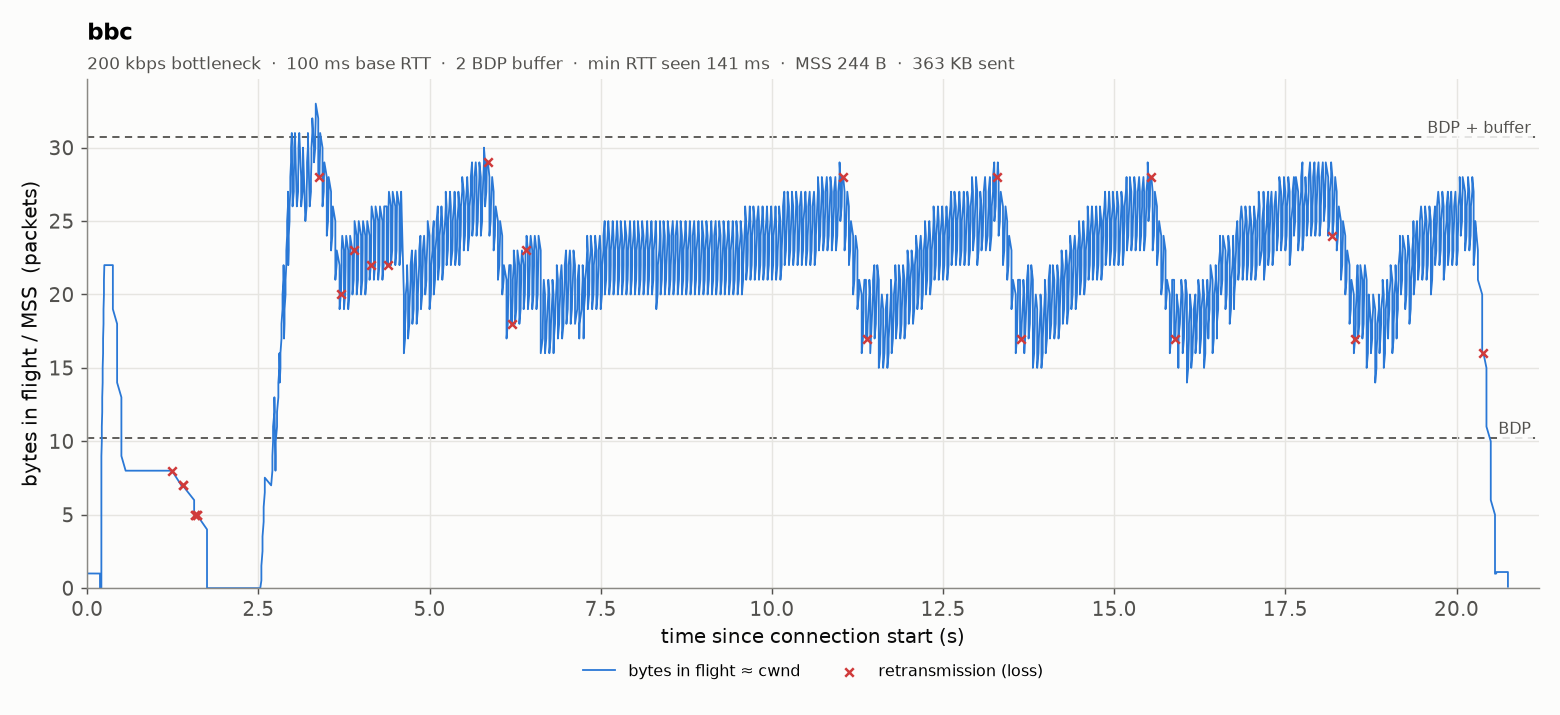 bbc
200 kbps bottleneck · 100 ms base RTT · 2 BDP buffer · min RTT seen 141 ms · MSS 244 B · 363 KB sent
bytes in flight / MSS (packets)
30
25
20
15
10
5
0
BDP + buffer
BDP
0.0 2.5 5.0 7.5 10.0 12.5 15.0 17.5 20.0
time since connection start (s)
bytes in flight ≈ cwnd retransmission (loss)